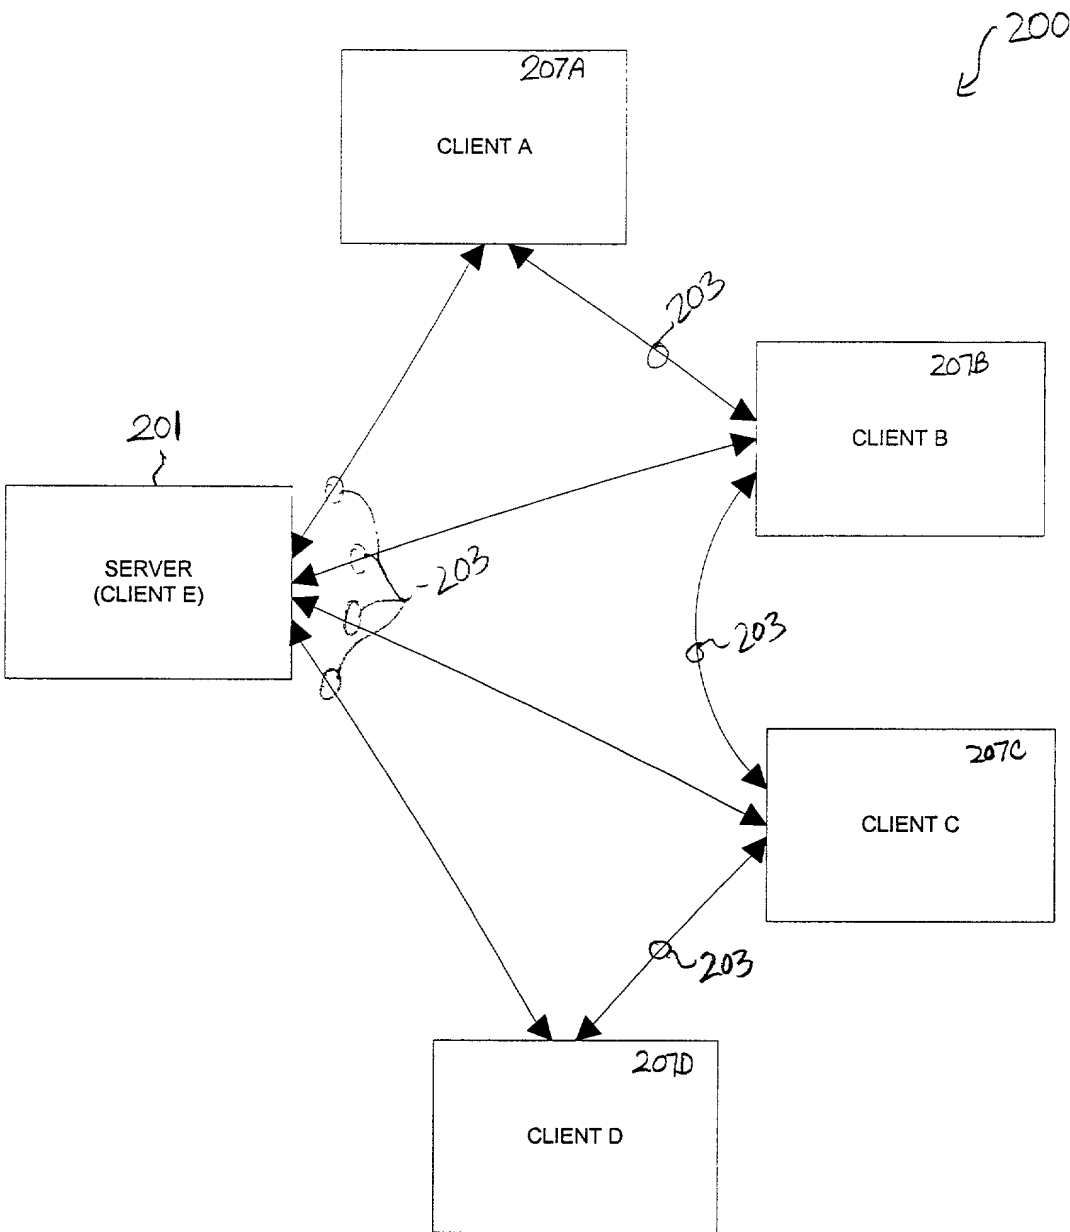 200
207A
CLIENT A
203
207B
CLIENT B
201
SERVER
(CLIENT E)
203
203
207C
CLIENT C
203
207D
CLIENT D